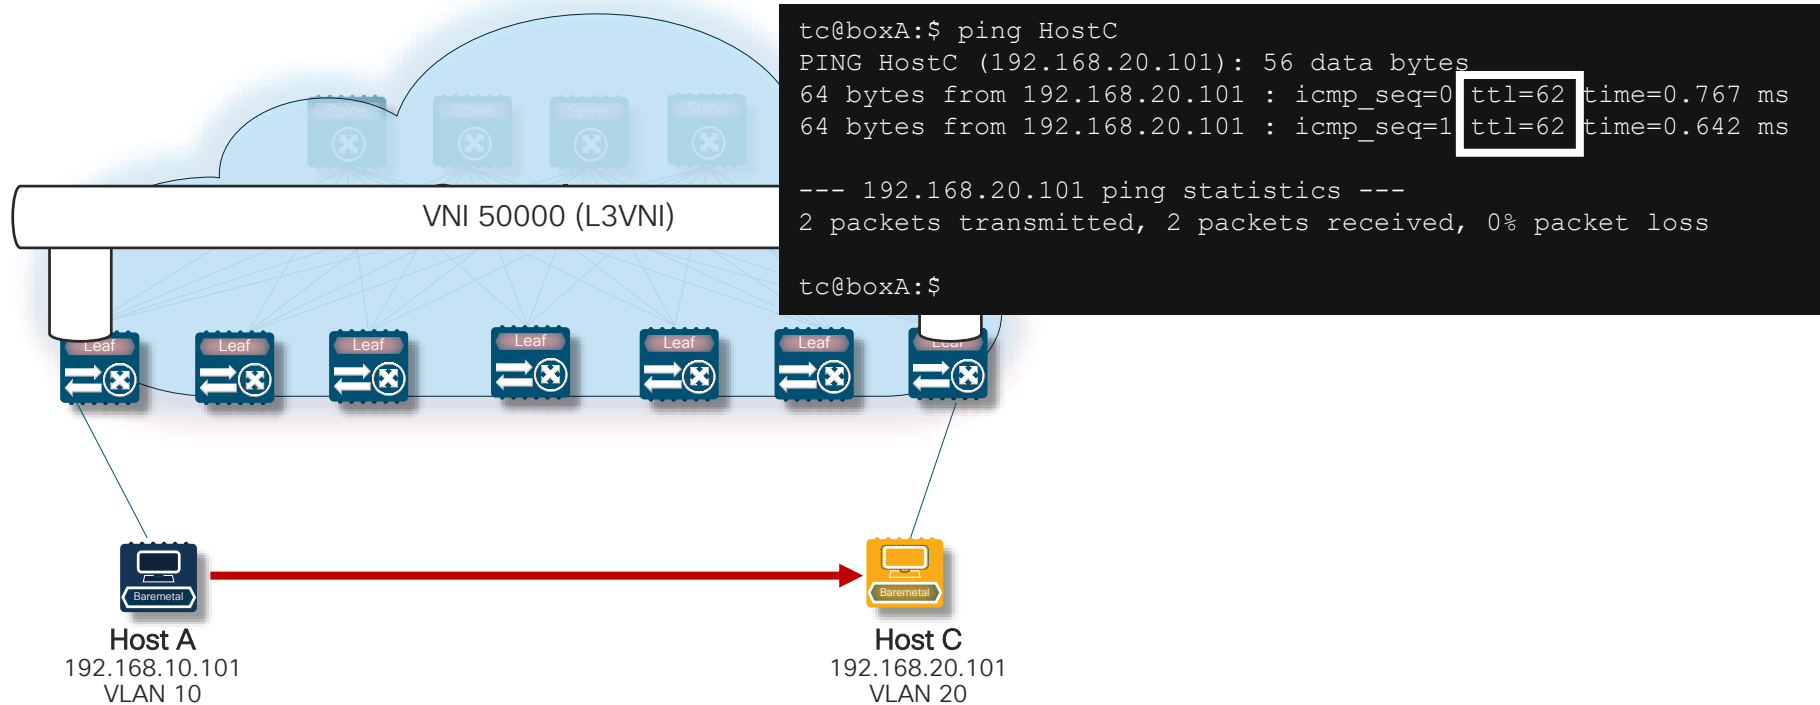 tc@boxA:$ ping HostC
PING HostC (192.168.20.101): 56 data bytes
64 bytes from 192.168.20.101 : icmp_seq=0 ttl=62 time=0.767 ms
64 bytes from 192.168.20.101 : icmp_seq=1 ttl=62 time=0.642 ms
--- 192.168.20.101 ping statistics ---
2 packets transmitted, 2 packets received, 0% packet loss
tc@boxA:$
Spine Spine Spine Spine
VNI 50000 (L3VNI)
Leaf Leaf Leaf Leaf Leaf Leaf Leaf
Baremetal
Host A
192.168.10.101
VLAN 10
Baremetal
Host C
192.168.20.101
VLAN 20